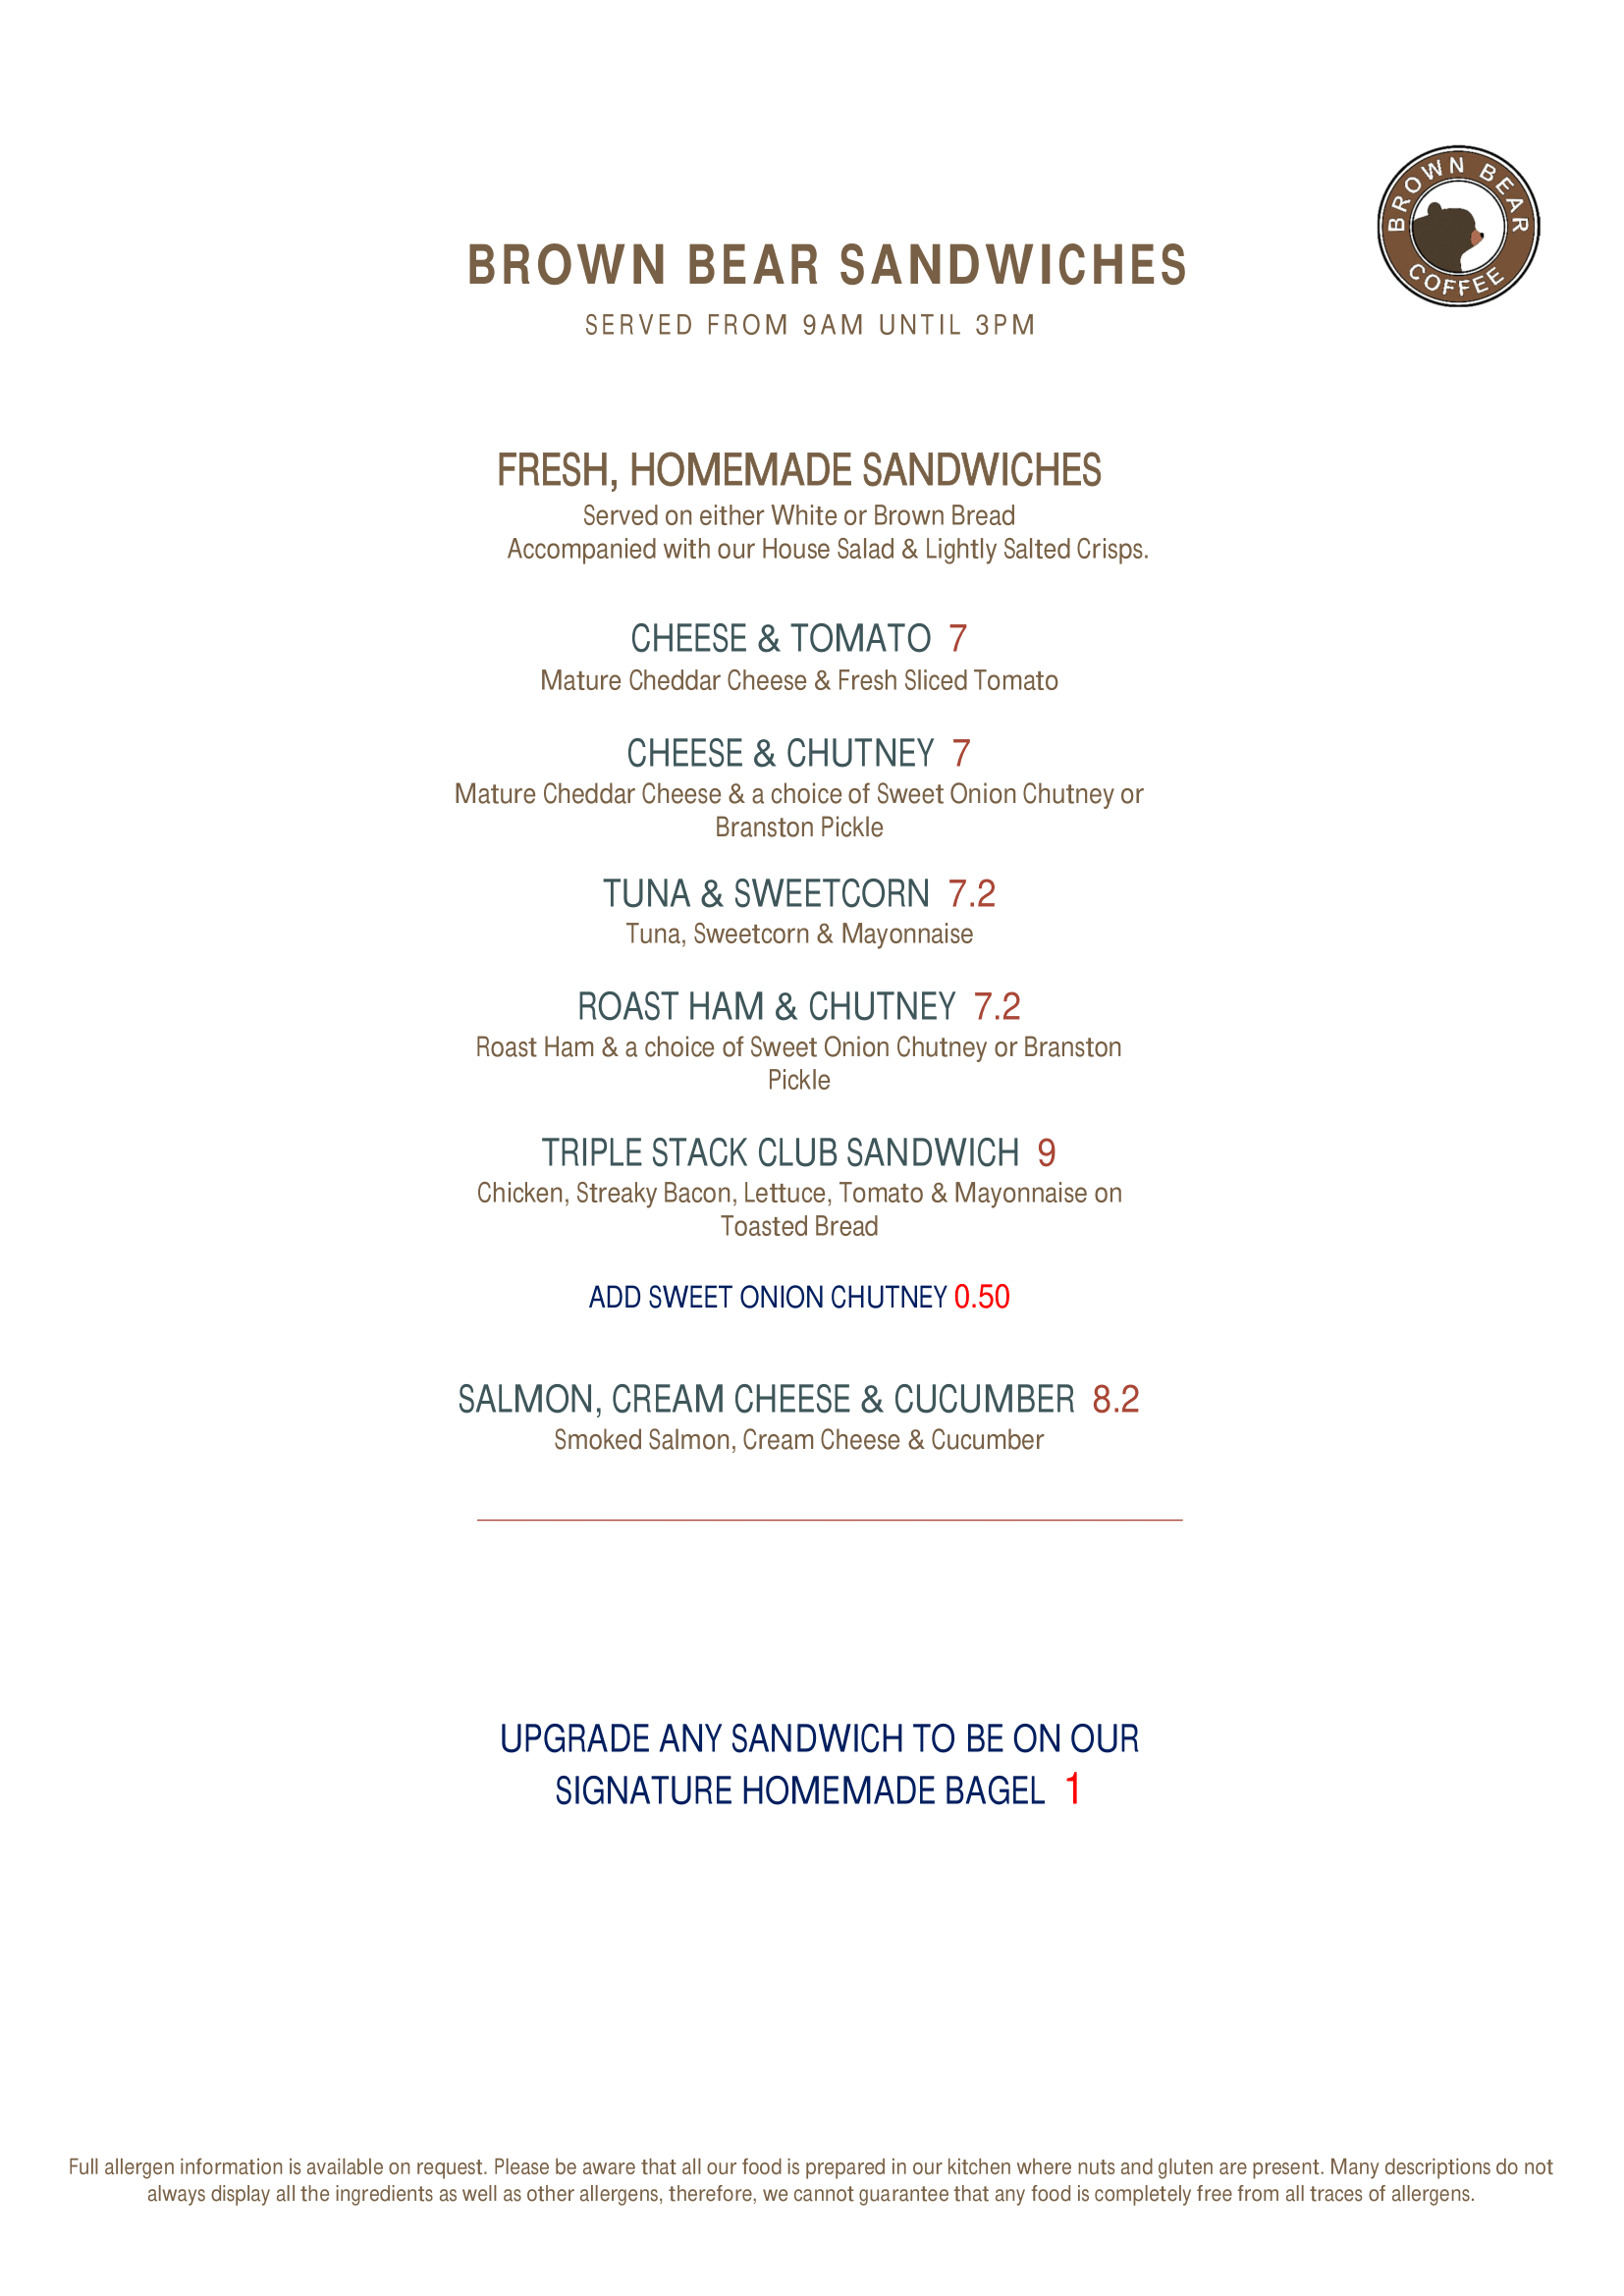 BROWN BEAR
COFFEE
BROWN BEAR SANDWICHES
SERVED FROM 9AM UNTIL 3PM
FRESH, HOMEMADE SANDWICHES
Served on either White or Brown Bread
Accompanied with our House Salad & Lightly Salted Crisps.
CHEESE & TOMATO 7
Mature Cheddar Cheese & Fresh Sliced Tomato
CHEESE & CHUTNEY 7
Mature Cheddar Cheese & a choice of Sweet Onion Chutney or
Branston Pickle
TUNA & SWEETCORN 7.2
Tuna, Sweetcorn & Mayonnaise
ROAST HAM & CHUTNEY 7.2
Roast Ham & a choice of Sweet Onion Chutney or Branston
Pickle
TRIPLE STACK CLUB SANDWICH 9
Chicken, Streaky Bacon, Lettuce, Tomato & Mayonnaise on
Toasted Bread
ADD SWEET ONION CHUTNEY 0.50
SALMON, CREAM CHEESE & CUCUMBER 8.2
Smoked Salmon, Cream Cheese & Cucumber
UPGRADE ANY SANDWICH TO BE ON OUR
SIGNATURE HOMEMADE BAGEL 1
Full allergen information is available on request. Please be aware that all our food is prepared in our kitchen where nuts and gluten are present. Many descriptions do not
always display all the ingredients as well as other allergens, therefore, we cannot guarantee that any food is completely free from all traces of allergens.